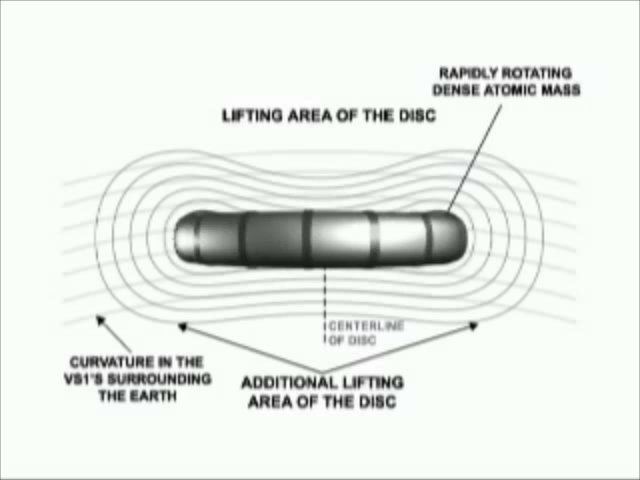 RAPIDLY ROTATING
DENSE ATOMIC MASS
LIFTING AREA OF THE DISC
CENTERLINE
OF DISC
CURVATURE IN THE
VS1'S SURROUNDING
THE EARTH
ADDITIONAL LIFTING
AREA OF THE DISC